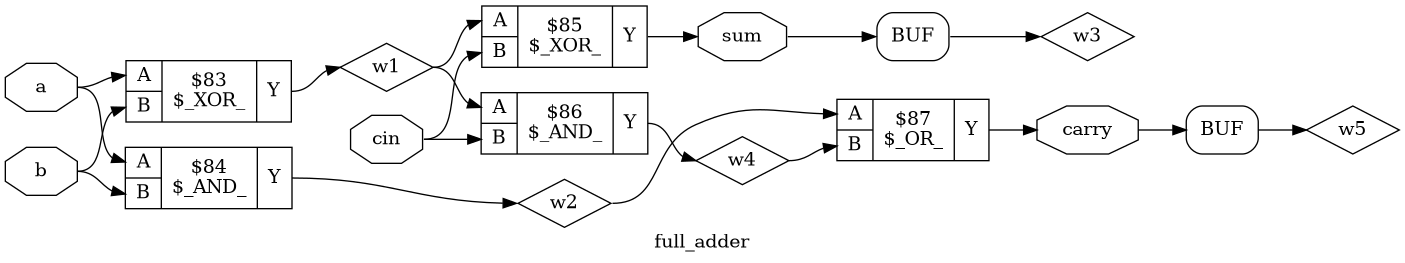 a
b
A
B
$83
$_XOR_
Y
A
B
$84
$_AND_
Y
w1
cin
A
B
$85
$_XOR_
Y
A
B
$86
$_AND_
Y
w2
sum
w4
BUF
A
B
$87
$_OR_
Y
w3
carry
BUF
w5
full_adder